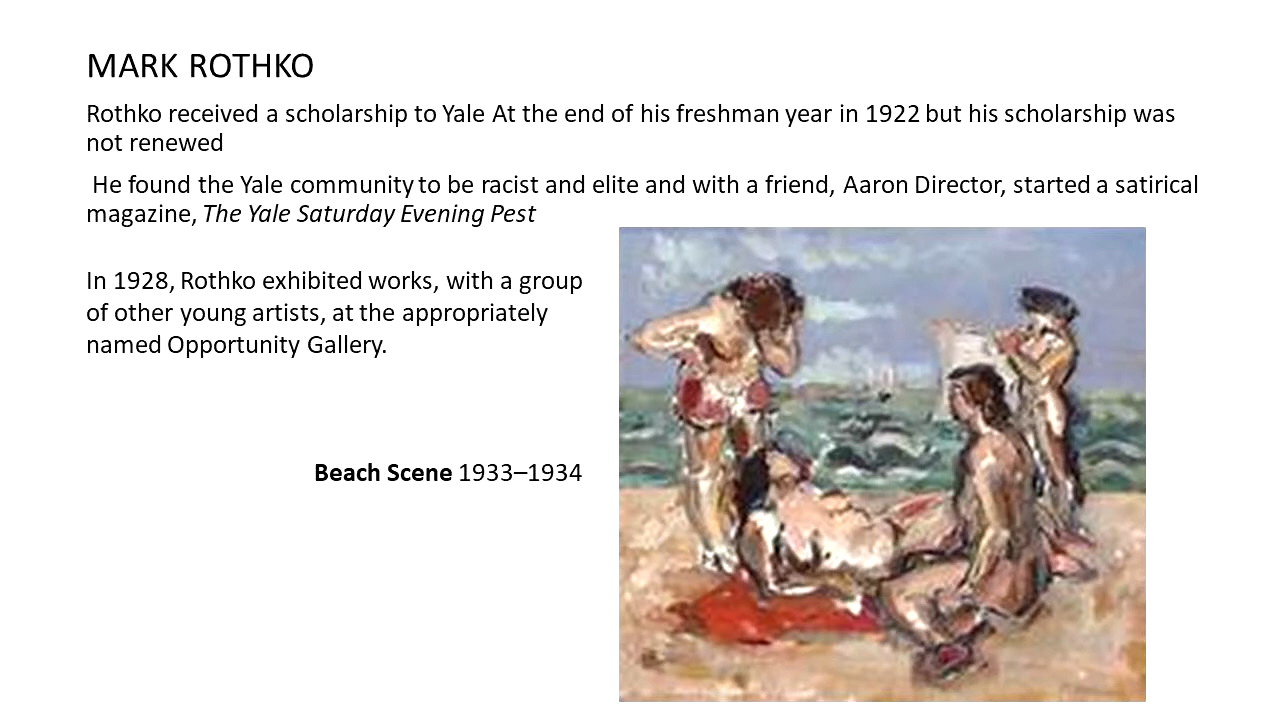 MARK ROTHKO
Rothko received a scholarship to Yale At the end of his freshman year in 1922 but his scholarship was
not renewed
He found the Yale community to be racist and elite and with a friend, Aaron Director, started a satirical
magazine, The Yale Saturday Evening Pest
In 1928, Rothko exhibited works, with a group
of other young artists, at the appropriately
named Opportunity Gallery.
Beach Scene 1933–1934